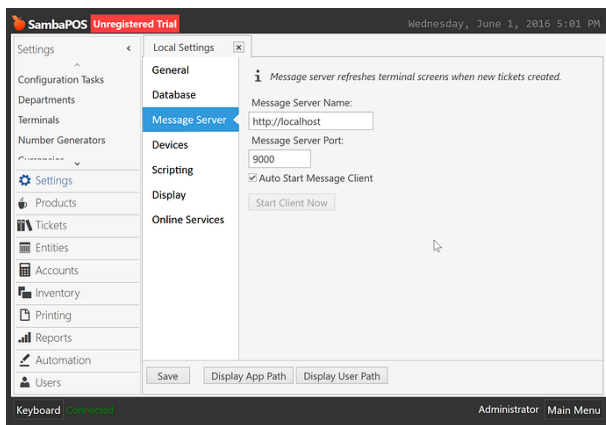 SambaPOS Unregistered Trial Wednesday, June 1, 2016 5:01 PM
Settings
Configuration Tasks
Departments
Terminals
Number Generators
Currencies
Settings
Products
Tickets
Entities
Accounts
Inventory
Printing
Reports
Automation
Users
Local Settings
General
Database
Message Server
Devices
Scripting
Display
Online Services
Message server refreshes terminal screens when new tickets created.
Message Server Name:
http://localhost
Message Server Port:
9000
Auto Start Message Client
Start Client Now
Save Display App Path Display User Path
Keyboard Connected Administrator Main Menu